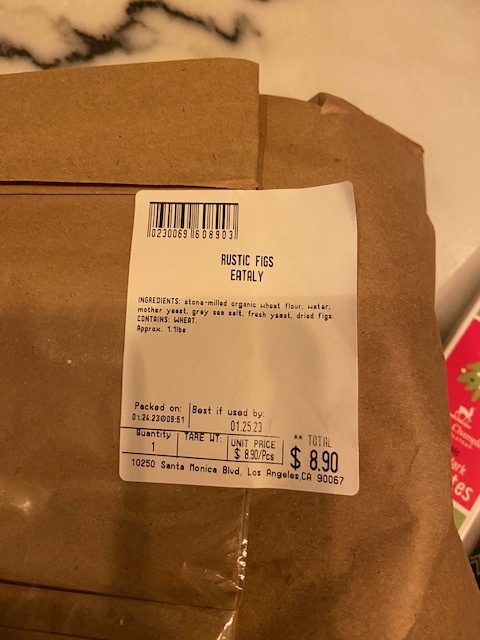 0230069 608903
RUSTIC FIGS
EATALY
INGREDIENTS: stone-milled organic wheat flour, water,
mother yeast, grey sea salt, fresh yeast, dried figs.
CONTAINS: WHEAT.
Approx. 1.1lbs
Packed on: Best if used by:
01.24.23@08:51 01.25.23
Quantity TARE WT: UNIT PRICE ** TOTAL
1 $ 8.90/Pcs $ 8.90
10250 Santa Monica Blvd, Los Angeles,CA 90067